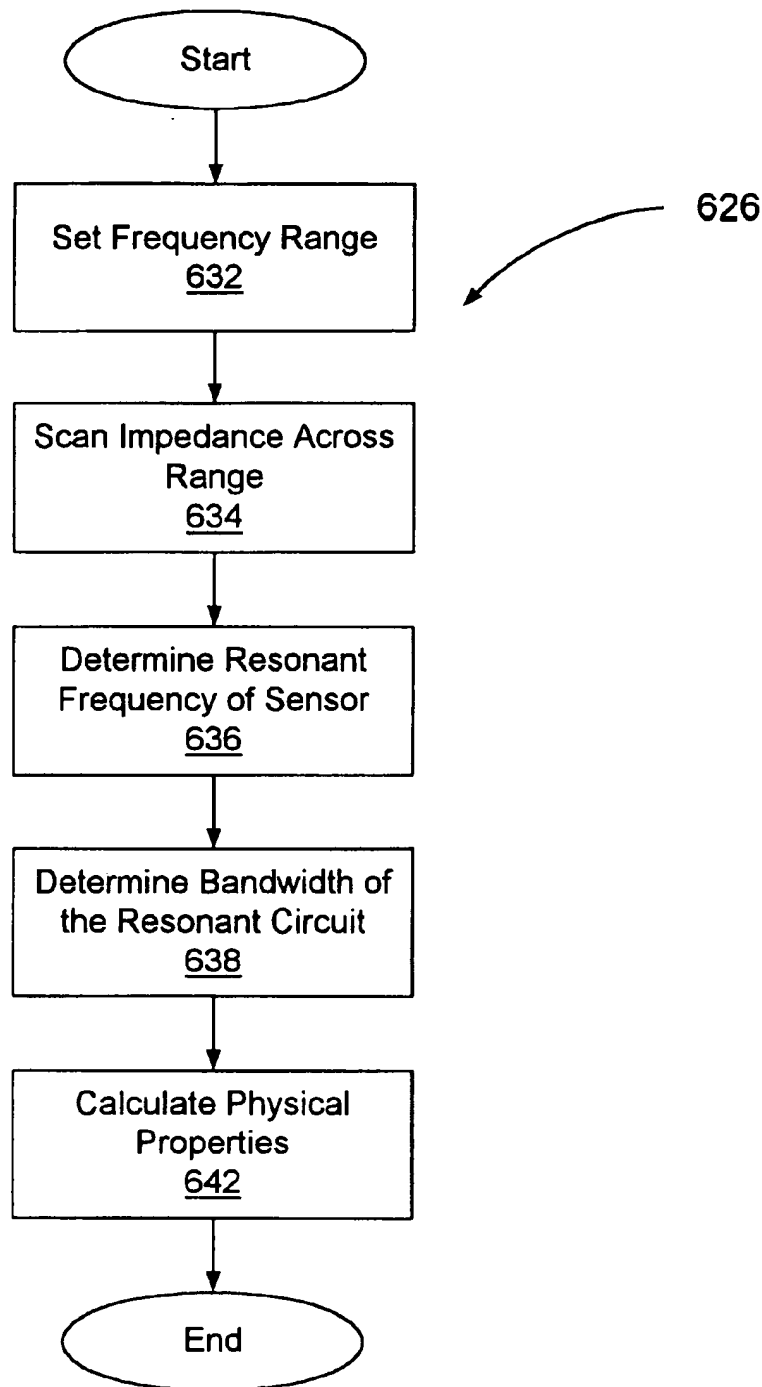 Start
Set Frequency Range
632
626
Scan Impedance Across
Range
634
Determine Resonant
Frequency of Sensor
636
Determine Bandwidth of
the Resonant Circuit
638
Calculate Physical
Properties
642
End